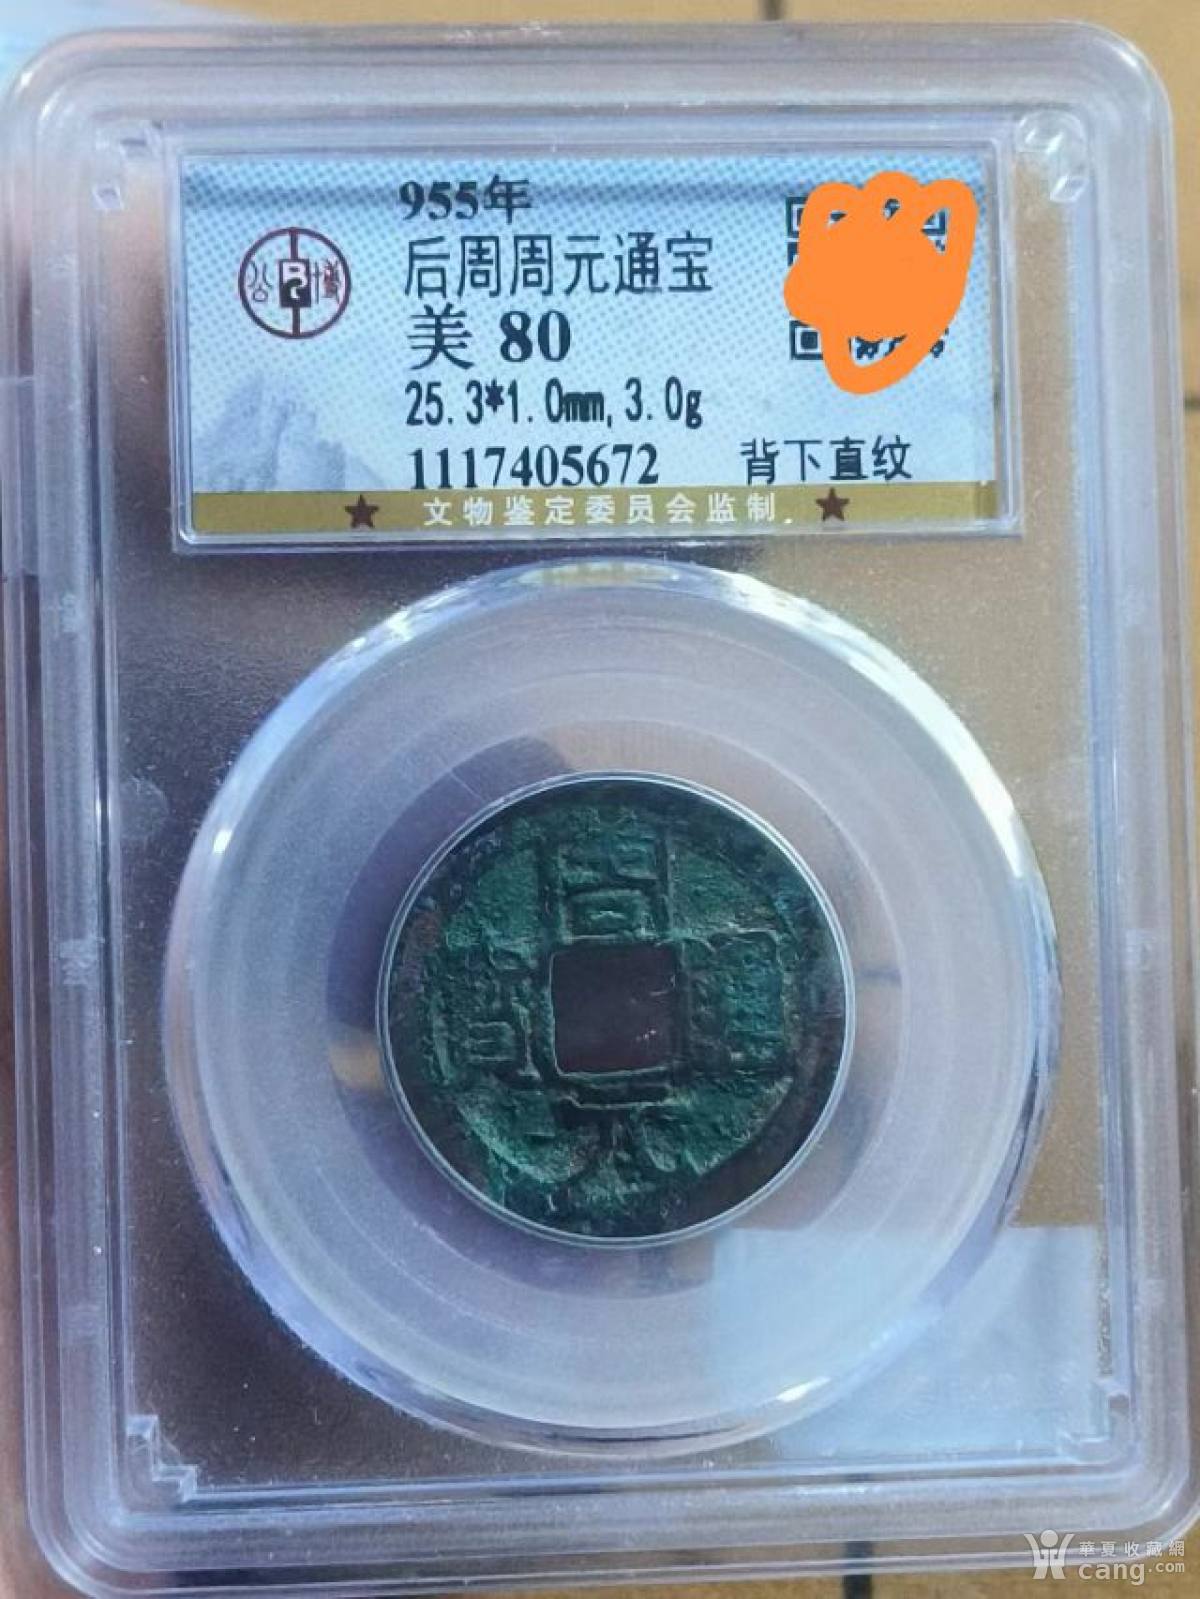 955年
后周周元通宝
美 80
25.3*1.0mm,3.0g
1117405672 背下直纹
文物鉴定委员会监制
公博
周元通寶
華夏收藏網
cang.com